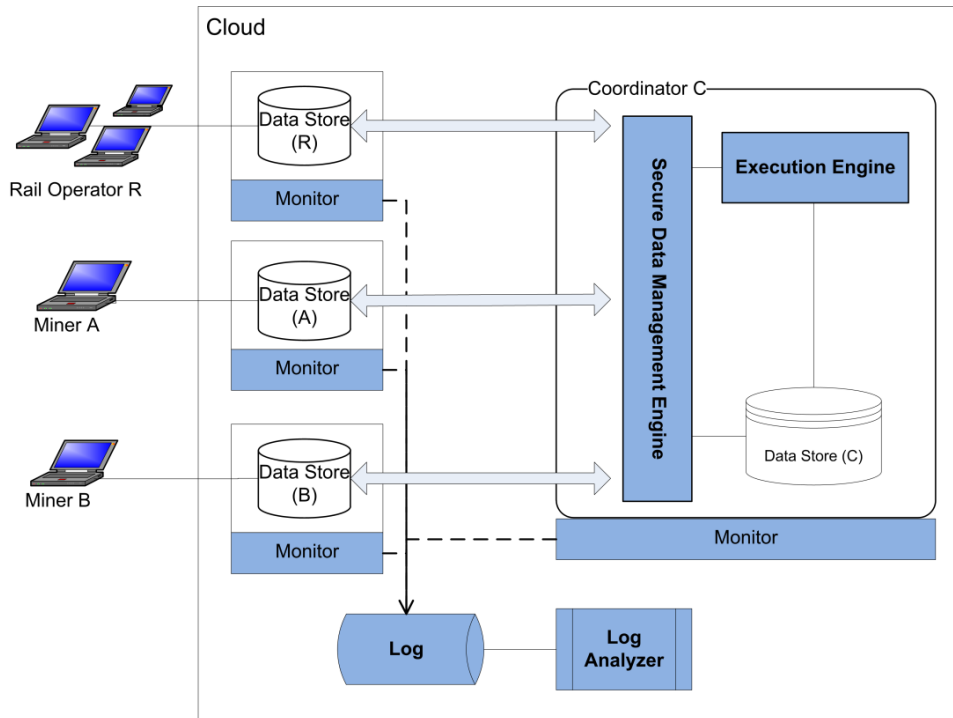 Cloud
Rail Operator R
Data Store
(R)
Monitor
Miner A
Data Store
(A)
Monitor
Miner B
Data Store
(B)
Monitor
Coordinator C
Secure Data Management Engine
Execution Engine
Data Store (C)
Monitor
Log
Log
Analyzer